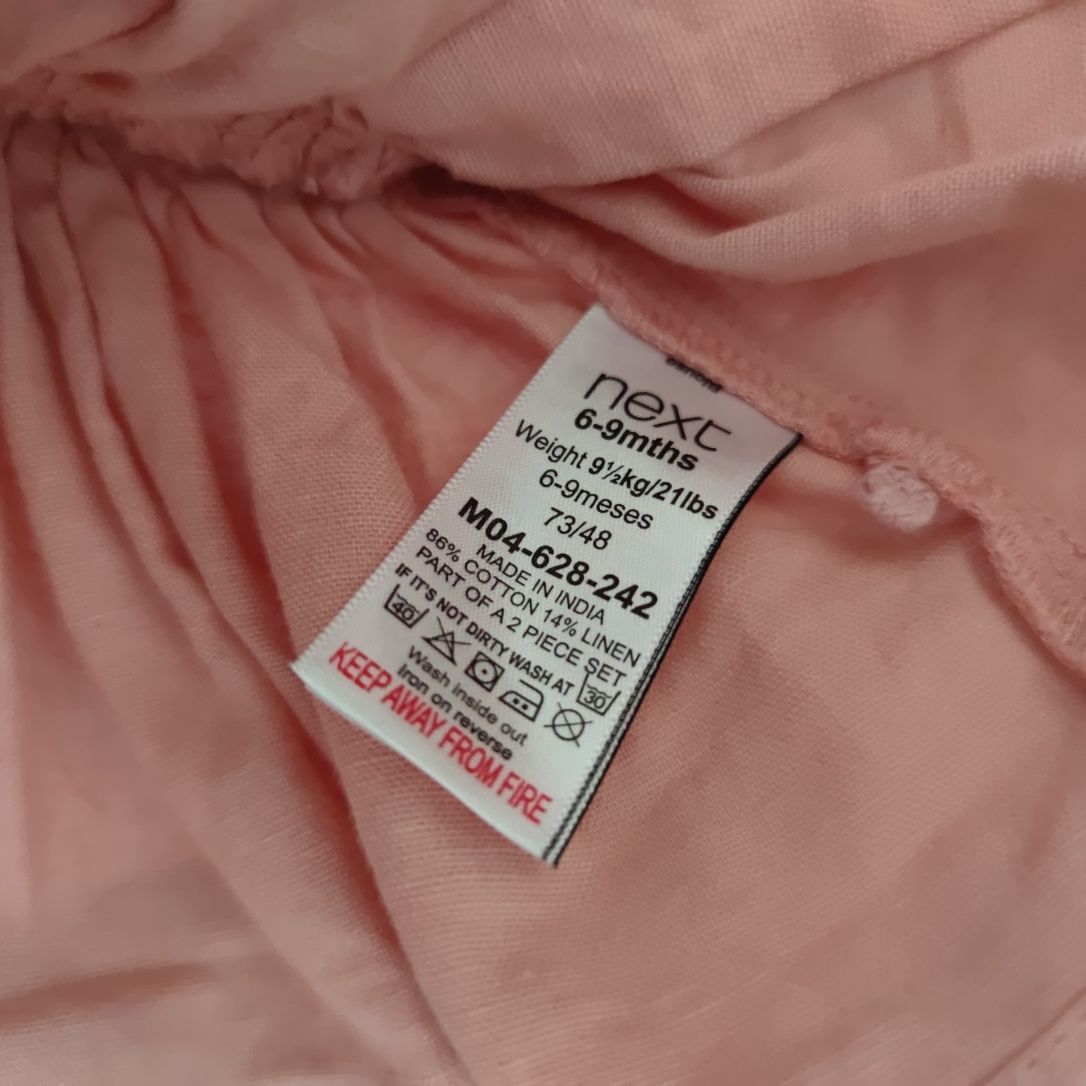 next
6-9mths
Weight 9½kg/21lbs
6-9meses
73/48
M04-628-242
MADE IN INDIA
86% COTTON 14% LINEN
PART OF A 2 PIECE SET
IF IT'S NOT DIRTY WASH AT 30
40
Wash inside out
Iron on reverse
KEEP AWAY FROM FIRE